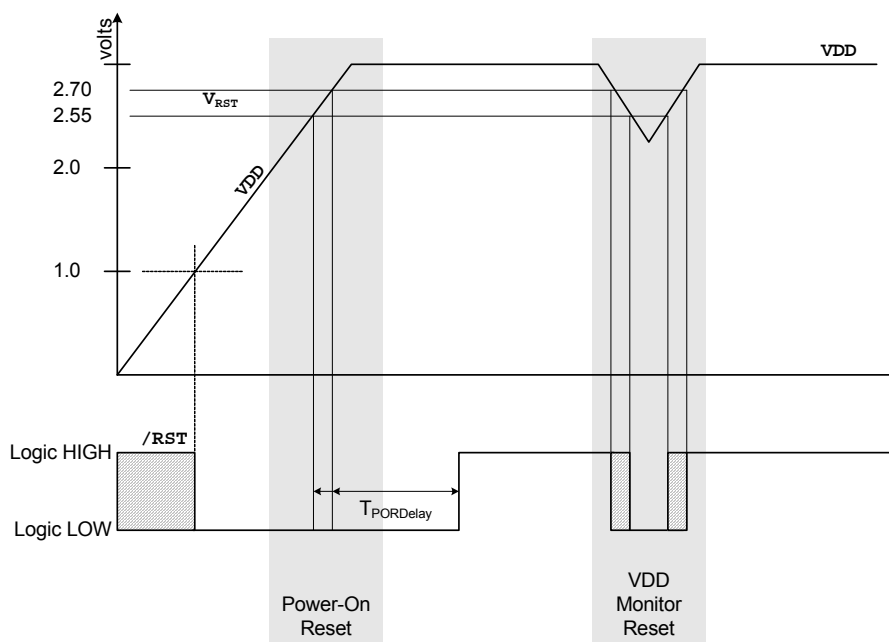 volts
VDD
2.70
VRST
2.55
2.0
VDD
1.0
/RST
Logic HIGH
TPORDelay
Logic LOW
Power-On
Reset
VDD
Monitor
Reset